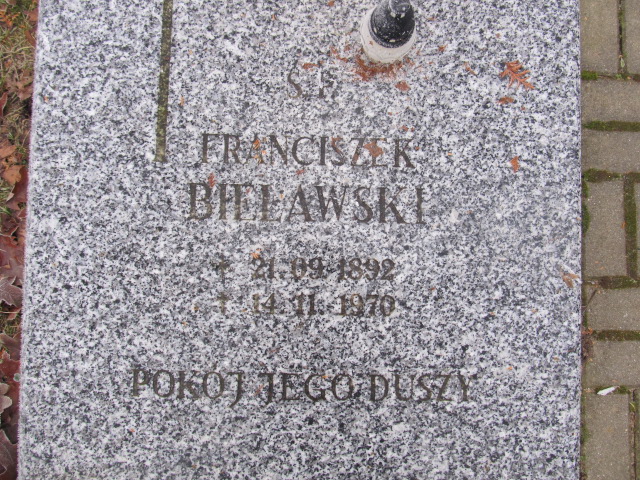 Ś.P.
FRANCISZEK
BIEŁAWSKI
* 21.09.1892
† 14.11.1970
POKÓJ JEGO DUSZY